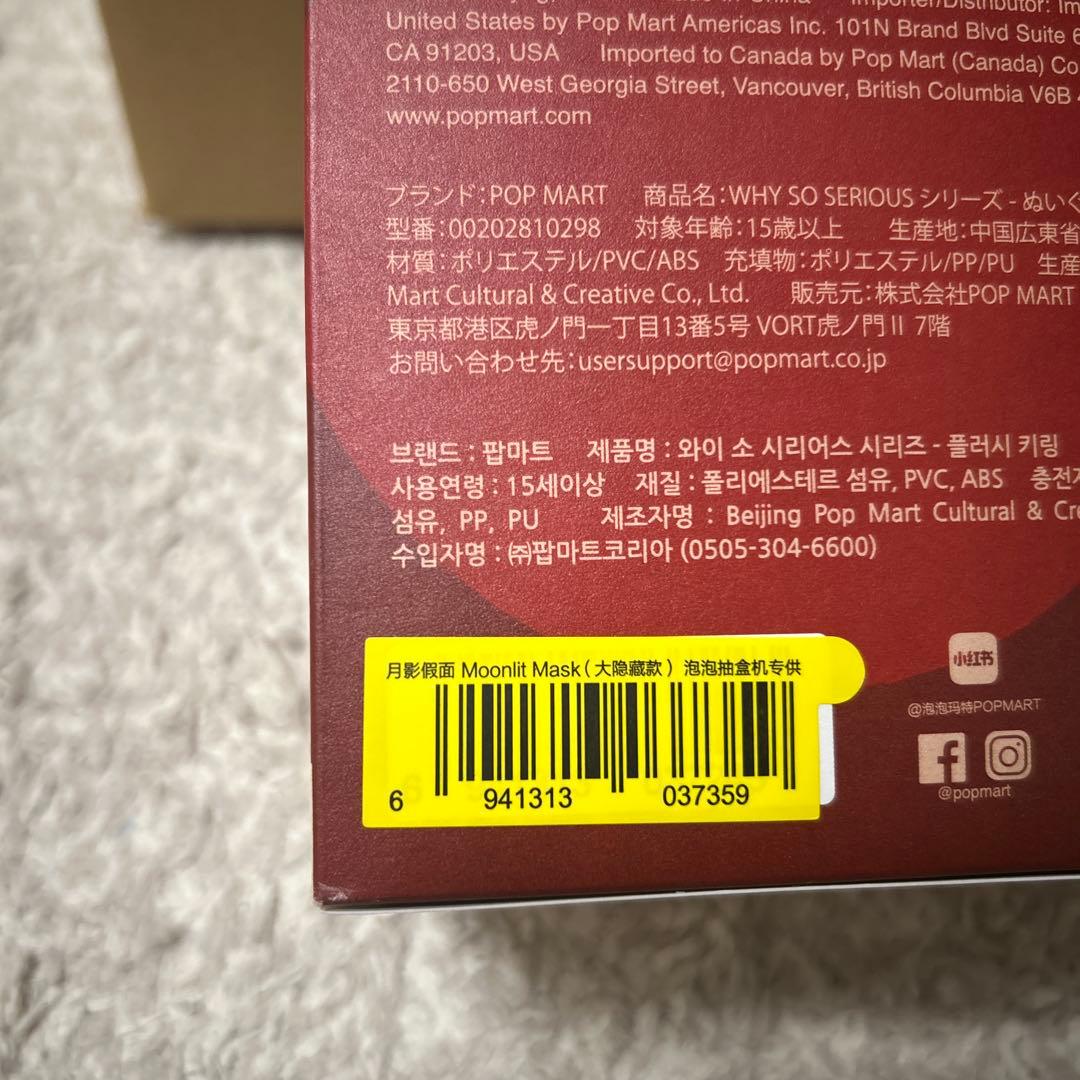 Made in China Importer/Distributor:
United States by Pop Mart Americas Inc. 101N Brand Blvd Suite
CA 91203, USA Imported to Canada by Pop Mart (Canada) Co
2110-650 West Georgia Street, Vancouver, British Columbia V6B
www.popmart.com
ブランド:POP MART 商品名:WHY SO SERIOUS シリーズ - ぬいぐ
型番:00202810298 対象年齢:15歳以上 生産地:中国広東省
材質:ポリエステル/PVC/ABS 充填物:ポリエステル/PP/PU 生産
Mart Cultural & Creative Co., Ltd. 販売元:株式会社POP MART
東京都港区虎ノ門一丁目13番5号 VORT虎ノ門Ⅱ 7階
お問い合わせ先:usersupport@popmart.co.jp
브랜드 : 팝마트 제품명 : 와이 소 시리어스 시리즈 - 플러시 키링
사용연령 : 15세이상 재질 : 폴리에스테르 섬유, PVC, ABS 충전
섬유, PP, PU 제조자명 : Beijing Pop Mart Cultural & Cre
수입자명 : ㈜팝마트코리아 (0505-304-6600)
月影假面 Moonlit Mask(大隐藏款) 泡泡抽盒机专供
6 941313 037359
小红书
@泡泡玛特POPMART
@popmart